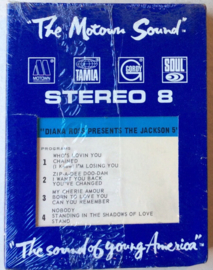 "The Motown Sound"
MOTOWN
TAMLA
GORDY
SOUL
STEREO 8
"DIANA ROSS PRESENTS THE JACKSON 5"
PROGRAMS
WHO'S LOVIN YOU
1 CHAINED
(I KNOW) I'M LOSING YOU
ZIP-A-DEE DOO-DAH
2 I WANT YOU BACK
YOU'VE CHANGED
MY CHERIE AMOUR
3 BORN TO LOVE YOU
CAN YOU REMEMBER
NOBODY
4 STANDING IN THE SHADOWS OF LOVE
STAND
"The sound of young America"